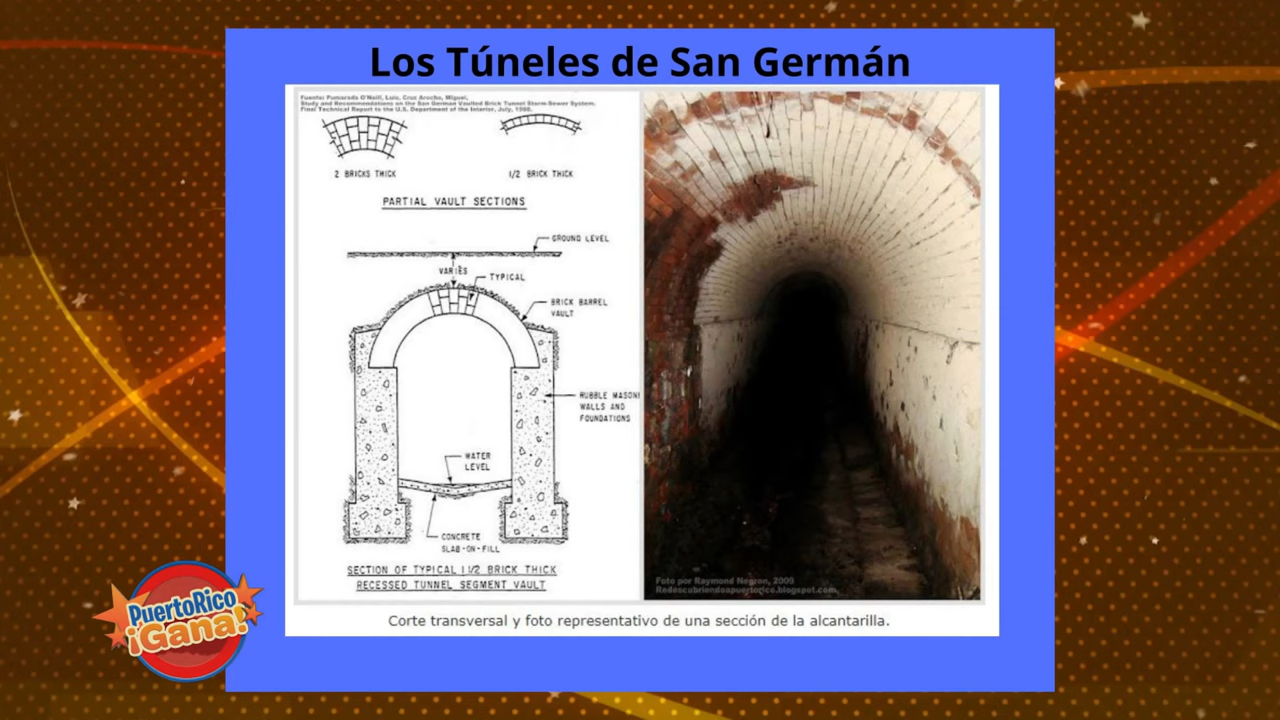 Los Túneles de San Germán
Fuente: Pumarada O'Neill, Luis, Cruz Arocho, Miguel,
Study and Recommendations on the San German Vaulted Brick Tunnel Storm-Sewer System.
Final Technical Report to the U.S. Department of the Interior, July, 1988.
2 BRICKS THICK
1/2 BRICK THICK
PARTIAL VAULT SECTIONS
GROUND LEVEL
VARIES
TYPICAL
BRICK BARREL
VAULT
RUBBLE MASON
WALLS AND
FOUNDATIONS
WATER
LEVEL
CONCRETE
SLAB-ON-FILL
SECTION OF TYPICAL 1 1/2 BRICK THICK
RECESSED TUNNEL SEGMENT VAULT
Foto por Raymond Negron, 2009
Redescubriendoapuertorico.blogspot.com
Corte transversal y foto representativo de una sección de la alcantarilla.
PuertoRico
¡Gana!